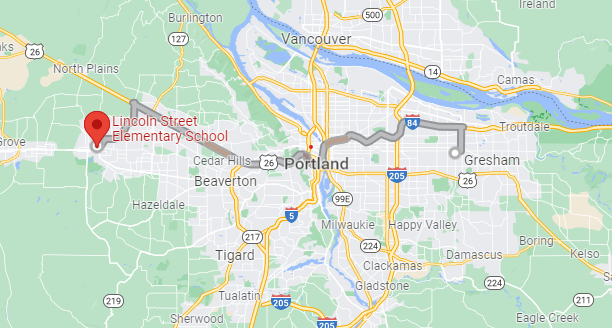 Ireland
Burlington
500
127
Vancouver
aks
26
North Plains
14
Camas
Lincoln Street
Elementary School
84
Troutdale
Grove
Cedar Hills
26
Portland
Gresham
26
Beaverton
205
99E
Hazeldale
5
Milwaukie
Happy Valley
Boring
217
224
Kelso
Tigard
Clackamas
Damascus
211
Gladstone
224
219
Tualatin
205
Sherwood
205
Eagle Creek